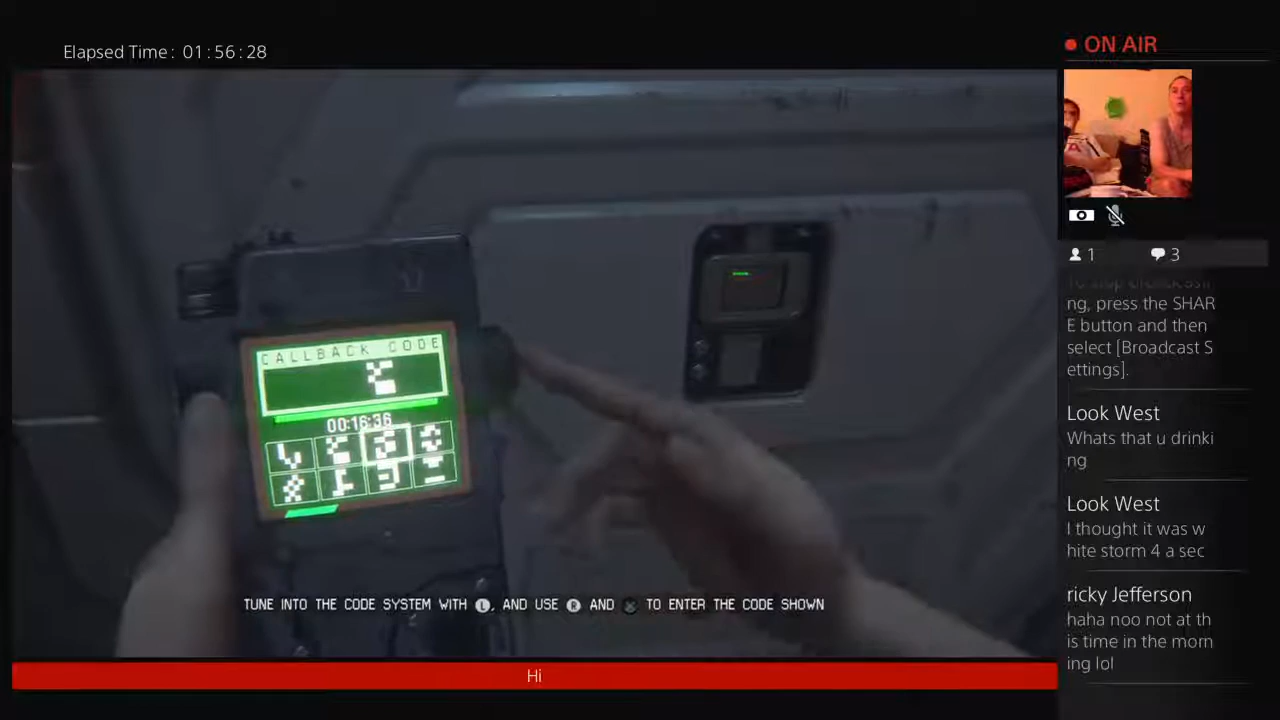 Elapsed Time: 01:56:28
ON AIR
1
3
ng, press the SHAR
E button and then
select [Broadcast S
ettings].
Look West
Whats that u drinki
ng
Look West
I thought it was w
hite storm 4 a sec
ricky Jefferson
haha noo not at th
is time in the morn
ing lol
CALLBACK CODE
00:16:36
TUNE INTO THE CODE SYSTEM WITH L, AND USE R AND X TO ENTER THE CODE SHOWN
Hi